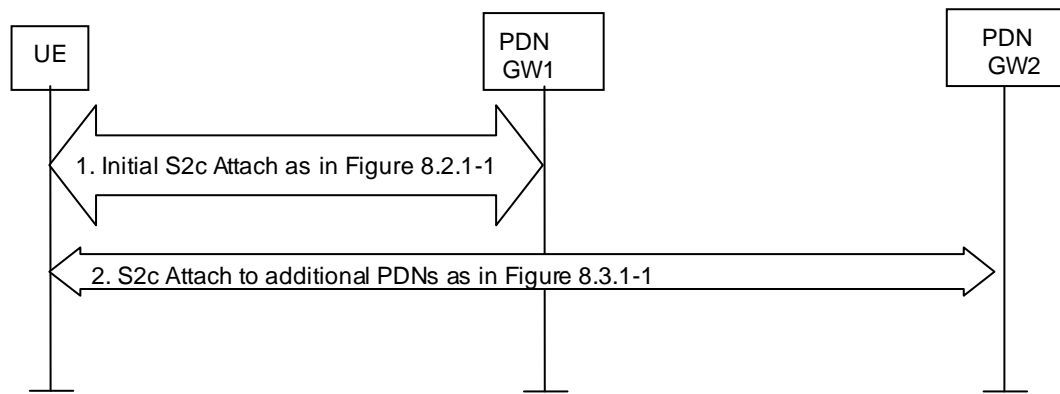 UE
PDN
GW1
PDN
GW2
1. Initial S2c Attach as in Figure 8.2.1-1
2. S2c Attach to additional PDNs as in Figure 8.3.1-1